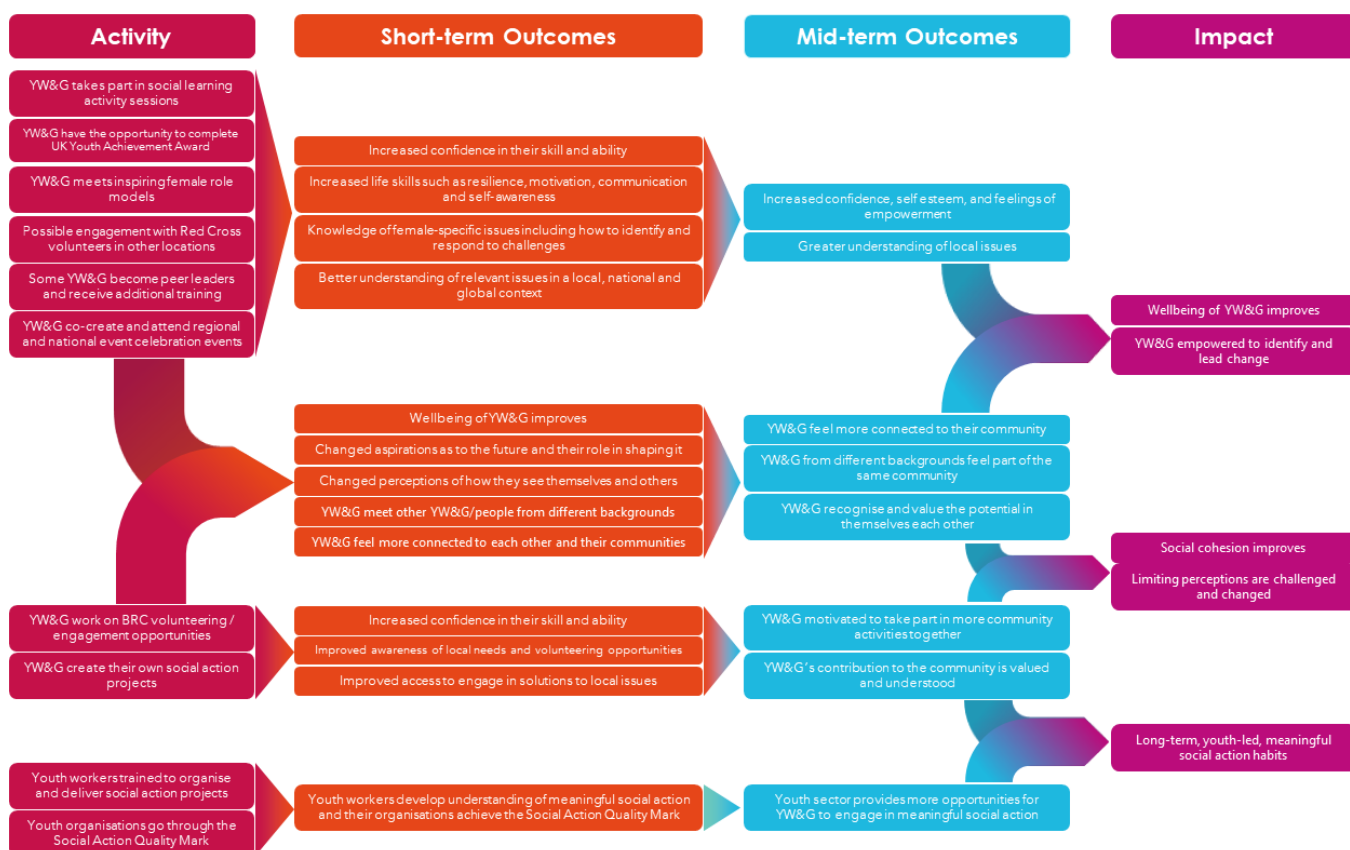 Activity
Short-term Outcomes
Mid-term Outcomes
Impact
YW&G takes part in social learning
activity sessions
YW&G have the opportunity to complete
UK Youth Achievement Award
YW&G meets inspiring female role
models
Possible engagement with Red Cross
volunteers in other locations
Some YW&G become peer leaders
and receive additional training
YW&G co-create and attend regional
and national event celebration events
YW&G work on BRC volunteering /
engagement opportunities
YW&G create their own social action
projects
Youth workers trained to organise
and deliver social action projects
Youth organisations go through the
Social Action Quality Mark
Increased confidence in their skill and ability
Increased life skills such as resilience, motivation, communication
and self-awareness
Knowledge of female-specific issues including how to identify and
respond to challenges
Better understanding of relevant issues in a local, national and
global context
Wellbeing of YW&G improves
Changed aspirations as to the future and their role in shaping it
Changed perceptions of how they see themselves and others
YW&G meet other YW&G/people from different backgrounds
YW&G feel more connected to each other and their communities
Increased confidence in their skill and ability
Improved awareness of local needs and volunteering opportunities
Improved access to engage in solutions to local issues
Youth workers develop understanding of meaningful social action
and their organisations achieve the Social Action Quality Mark
Increased confidence, self esteem, and feelings of
empowerment
Greater understanding of local issues
YW&G feel more connected to their community
YW&G from different backgrounds feel part of the
same community
YW&G recognise and value the potential in
themselves each other
YW&G motivated to take part in more community
activities together
YW&G's contribution to the community is valued
and understood
Youth sector provides more opportunities for
YW&G to engage in meaningful social action
Wellbeing of YW&G improves
YW&G empowered to identify and
lead change
Social cohesion improves
Limiting perceptions are challenged
and changed
Long-term, youth-led, meaningful
social action habits